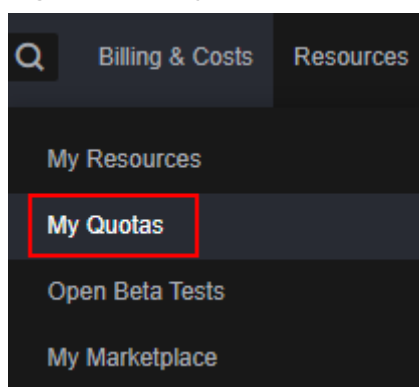 Billing & Costs Resources
My Resources
My Quotas
Open Beta Tests
My Marketplace